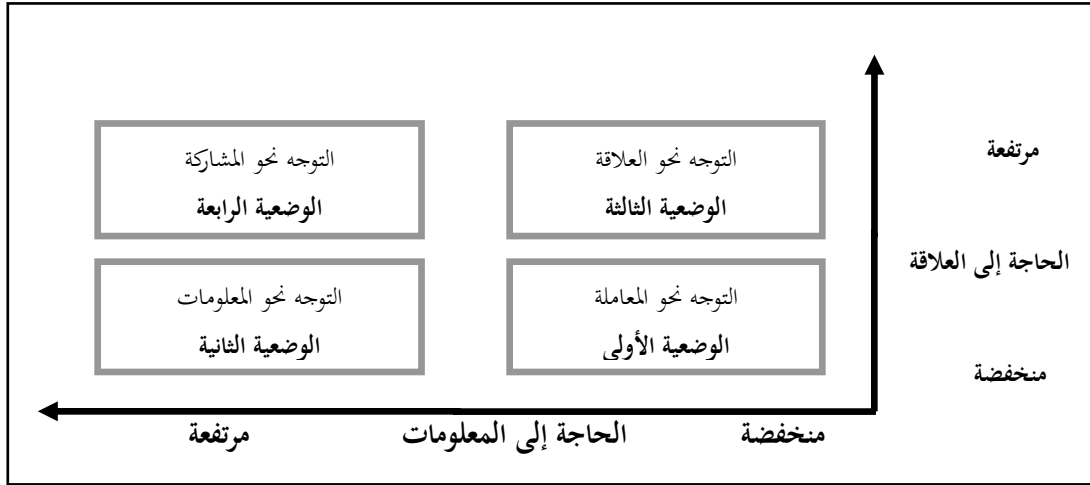 مرتفعة
التوجه نحو العلاقة
الوضعية الثالثة
التوجه نحو المشاركة
الوضعية الرابعة
الحاجة إلى العلاقة
التوجه نحو المعاملة
الوضعية الأولى
التوجه نحو المعلومات
الوضعية الثانية
منخفضة
منخفضة الحاجة إلى المعلومات مرتفعة